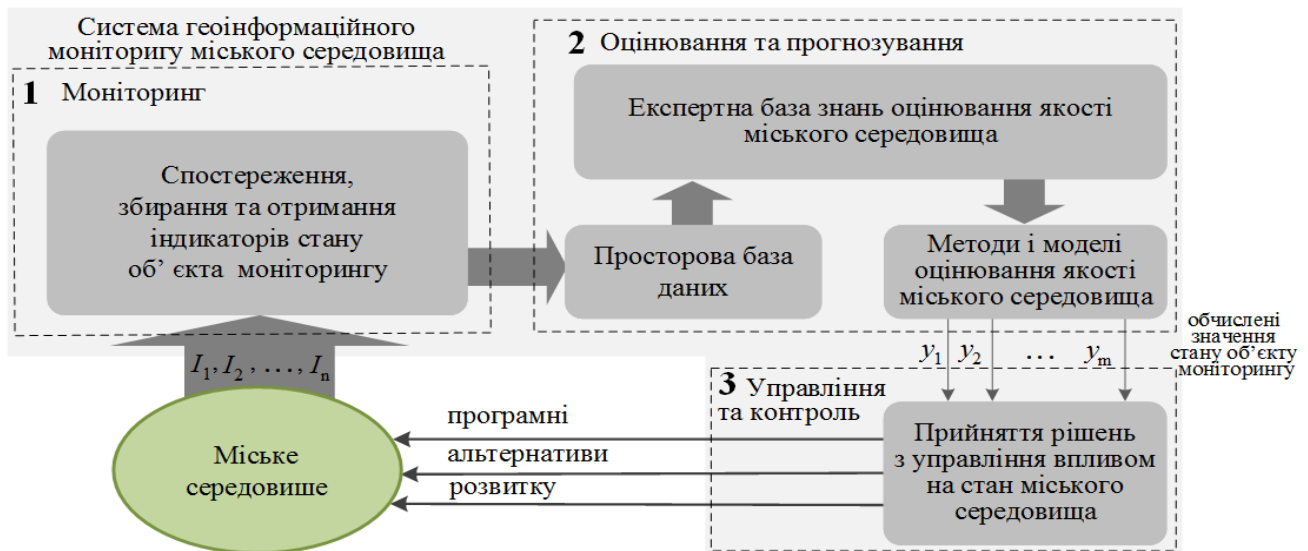 Система геоінформаційного
моніторигу міського середовища
1 Моніторинг
Спостереження,
збирання та отримання
індикаторів стану
об’ єкта моніторингу
2 Оцінювання та прогнозування
Експертна база знань оцінювання якості
міського середовища
Просторова база
даних
Методи і моделі
оцінювання якості
міського середовища
обчислені
значення
стану об’єкту
моніторингу
y1 y2 ... ym
3 Управління
та контроль
Прийняття рішень
з управління впливом
на стан міського
середовища
програмні
альтернативи
розвитку
I1, I2 , ..., In
Міське
середовише